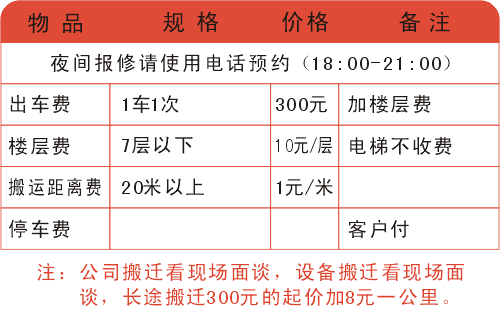 物品 规格 价格 备注
夜间报修请使用电话预约（18:00-21:00）
出车费 1车1次 300元 加楼层费
楼层费 7层以下 10元/层 电梯不收费
搬运距离费 20米以上 1元/米
停车费 客户付
注：公司搬迁看现场面谈，设备搬迁看现场面
谈，长途搬迁300元的起价加8元一公里。